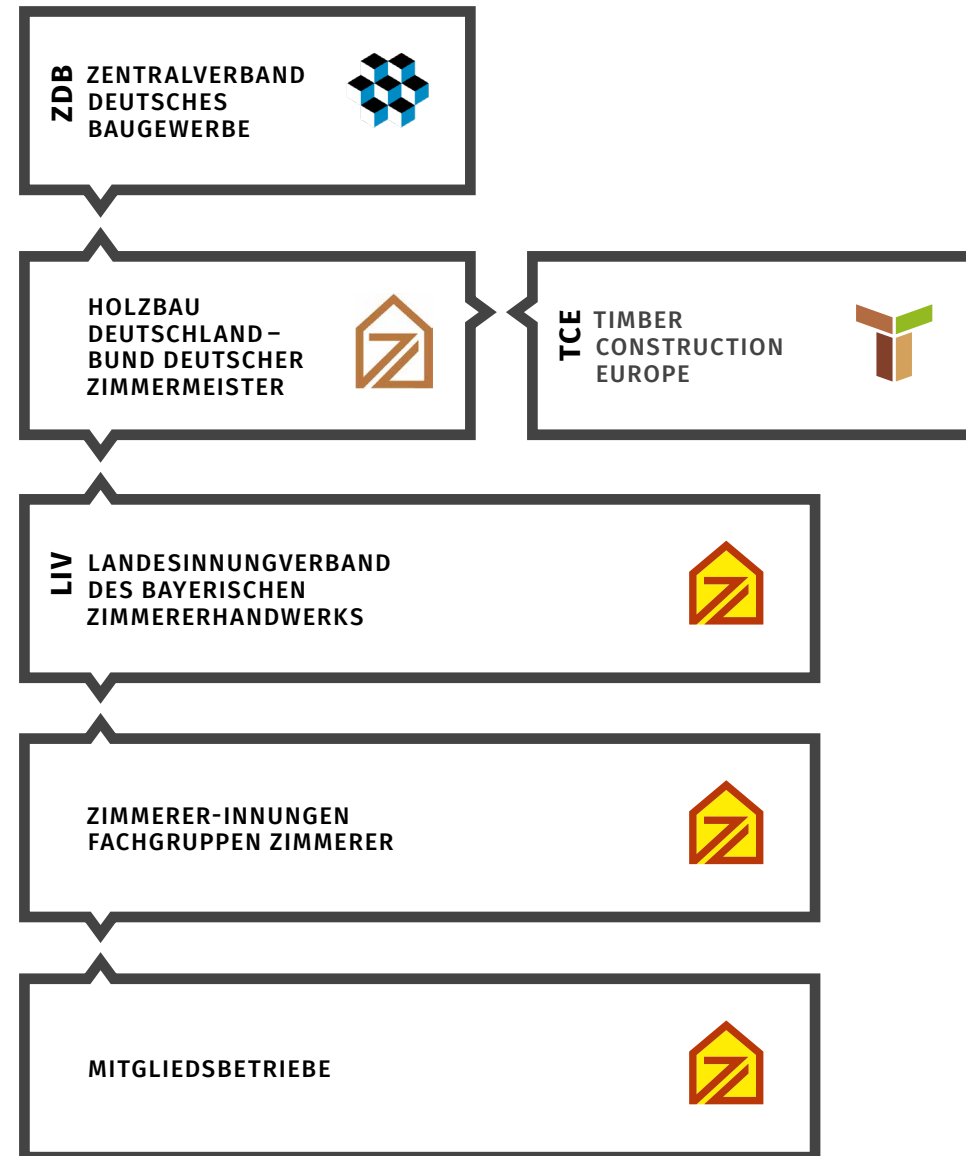 ZDB
ZENTRALVERBAND
DEUTSCHES
BAUGEWERBE
HOLZBAU
DEUTSCHLAND –
BUND DEUTSCHER
ZIMMERMEISTER
TCE
TIMBER
CONSTRUCTION
EUROPE
LIV
LANDESINNUNGVERBAND
DES BAYERISCHEN
ZIMMERERHANDWERKS
ZIMMERER-INNUNGEN
FACHGRUPPEN ZIMMERER
MITGLIEDSBETRIEBE